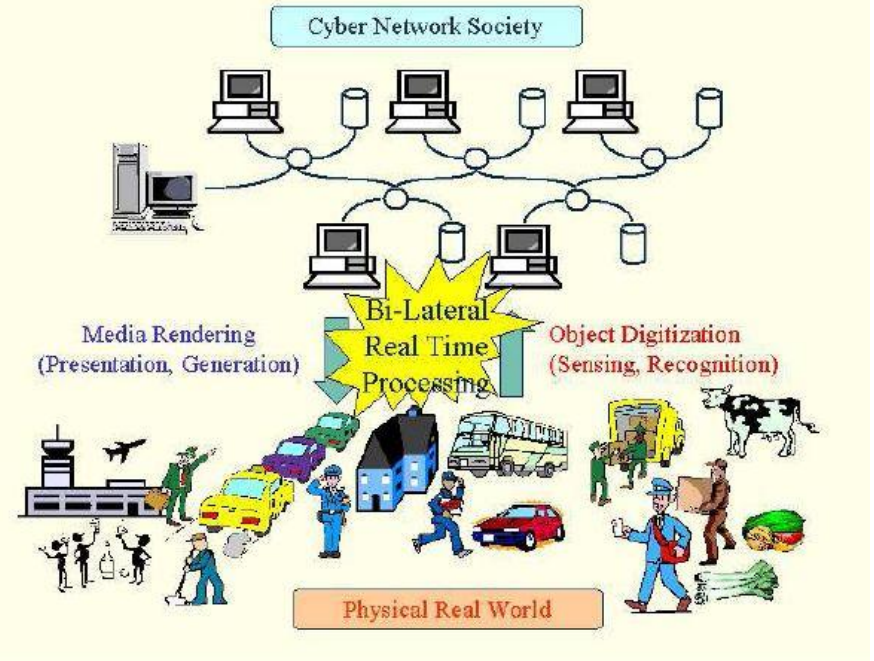 Cyber Network Society
Bi-Lateral
Real Time
Processing
Media Rendering
(Presentation, Generation)
Object Digitization
(Sensing, Recognition)
Physical Real World